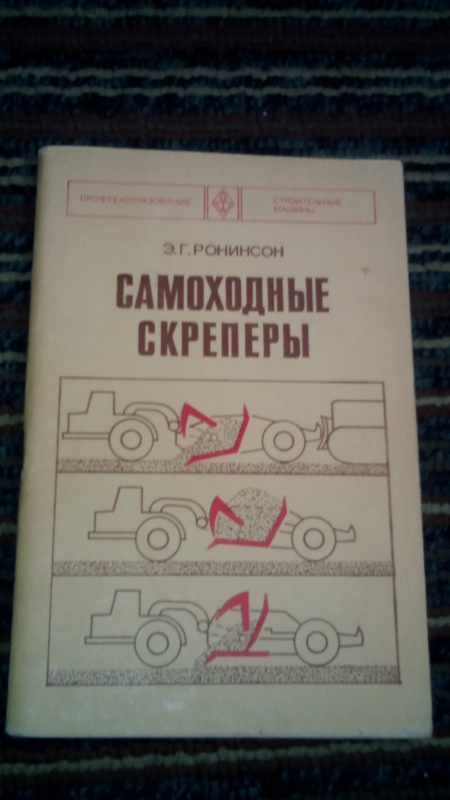 ПРОФТЕХОБРАЗОВАНИЕ
СТРОИТЕЛЬНЫЕ
МАШИНЫ
Э.Г.РОНИНСОН
САМОХОДНЫЕ
СКРЕПЕРЫ